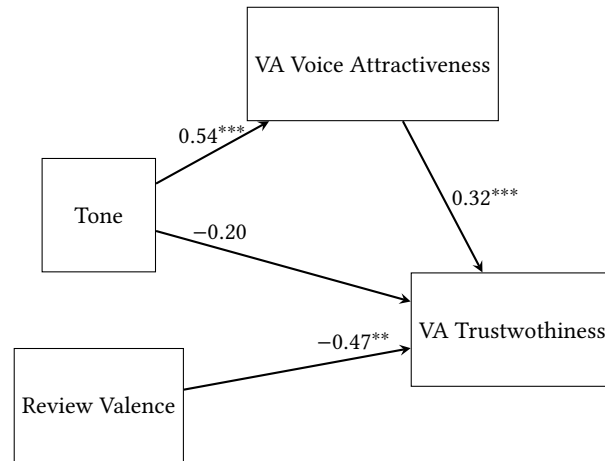 VA Voice Attractiveness
0.54***
Tone
0.32***
−0.20
VA Trustwothiness
−0.47**
Review Valence